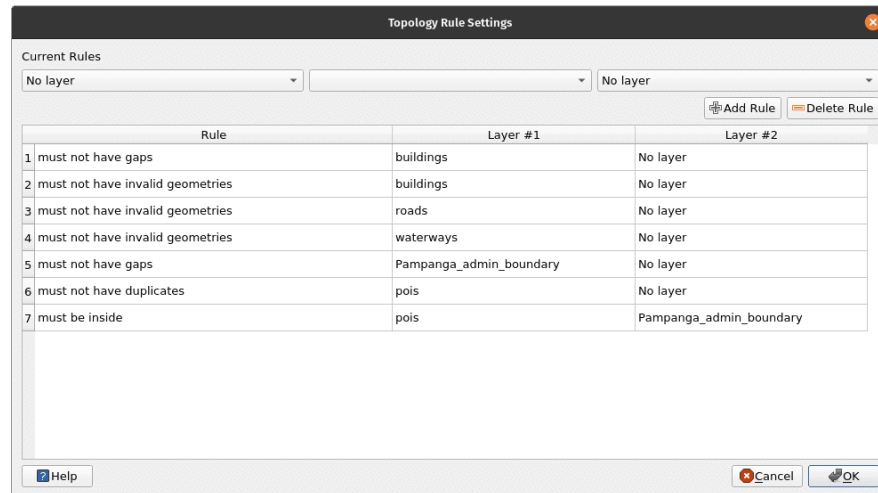 Topology Rule Settings
Current Rules
No layer No layer
Add Rule Delete Rule
Rule Layer #1 Layer #2
1 must not have gaps buildings No layer
2 must not have invalid geometries buildings No layer
3 must not have invalid geometries roads No layer
4 must not have invalid geometries waterways No layer
5 must not have gaps Pampanga_admin_boundary No layer
6 must not have duplicates pois No layer
7 must be inside pois Pampanga_admin_boundary
? Help Cancel OK